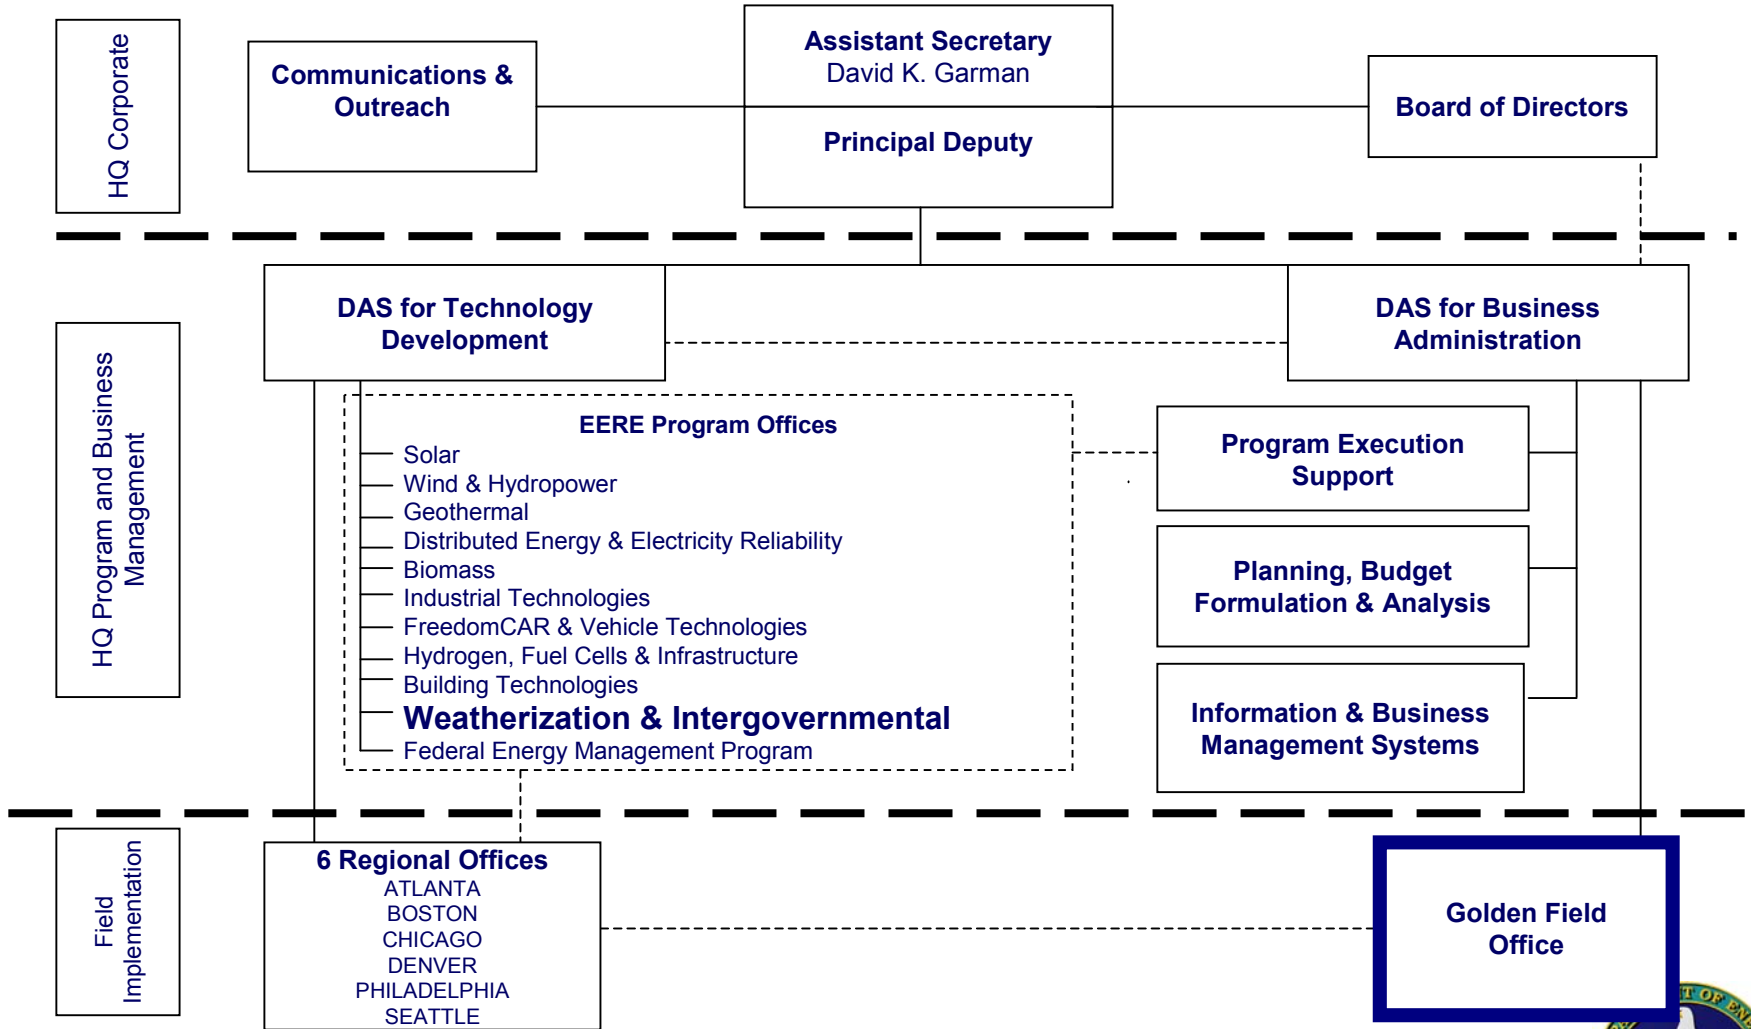 HQ Corporate
Communications &
Outreach
Assistant Secretary
David K. Garman
Principal Deputy
Board of Directors
HQ Program and Business
Management
DAS for Technology
Development
DAS for Business
Administration
EERE Program Offices
Solar
Wind & Hydropower
Geothermal
Distributed Energy & Electricity Reliability
Biomass
Industrial Technologies
FreedomCAR & Vehicle Technologies
Hydrogen, Fuel Cells & Infrastructure
Building Technologies
Weatherization & Intergovernmental
Federal Energy Management Program
Program Execution
Support
Planning, Budget
Formulation & Analysis
Information & Business
Management Systems
Field
Implementation
6 Regional Offices
ATLANTA
BOSTON
CHICAGO
DENVER
PHILADELPHIA
SEATTLE
Golden Field
Office